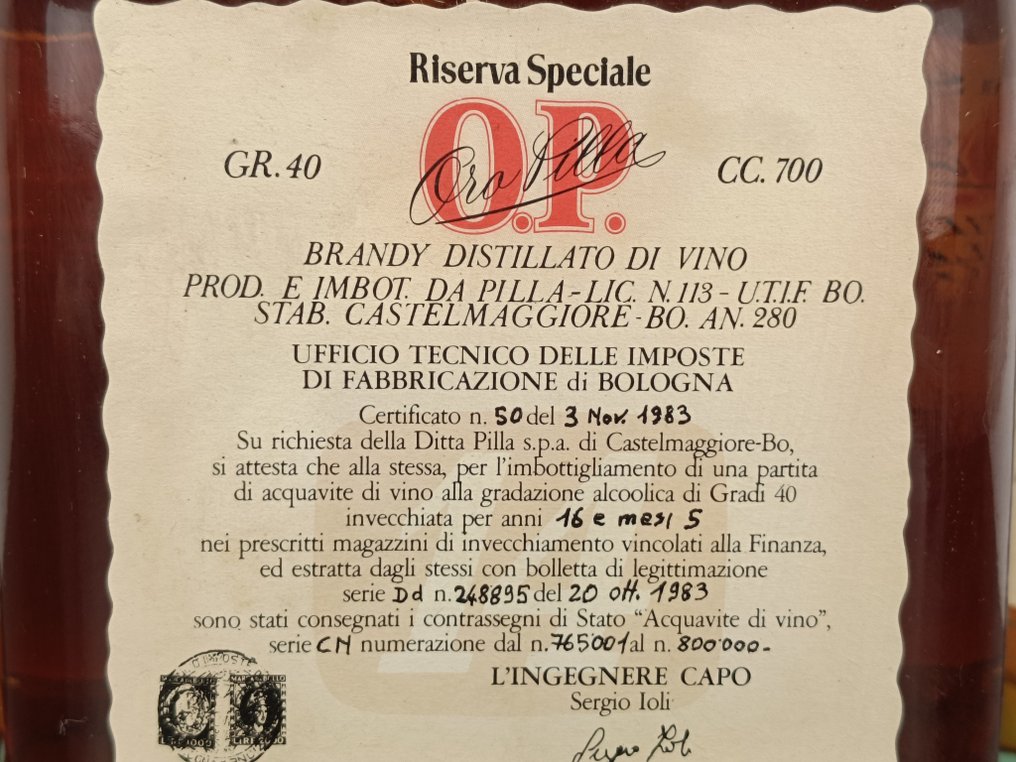 Riserva Speciale
O.P.
Oro Pilla
GR. 40
CC. 700
BRANDY DISTILLATO DI VINO
PROD. E IMBOT. DA PILLA - LIC. N. 113 - U.T.I.F. BO.
STAB. CASTELMAGGIORE - BO. AN. 280
UFFICIO TECNICO DELLE IMPOSTE
DI FABBRICAZIONE di BOLOGNA
Certificato n. 50 del 3 Nov. 1983
Su richiesta della Ditta Pilla s.p.a. di Castelmaggiore-Bo,
si attesta che alla stessa, per l'imbottigliamento di una partita
di acquavite di vino alla gradazione alcoolica di Gradi 40
invecchiata per anni 16 e mesi 5
nei prescritti magazzini di invecchiamento vincolati alla Finanza,
ed estratta dagli stessi con bolletta di legittimazione
serie Dd n. 248895 del 20 ott. 1983
sono stati consegnati i contrassegni di Stato "Acquavite di vino",
serie CN numerazione dal n. 765001 al n. 800.000.-
L'INGEGNERE CAPO
Sergio Ioli